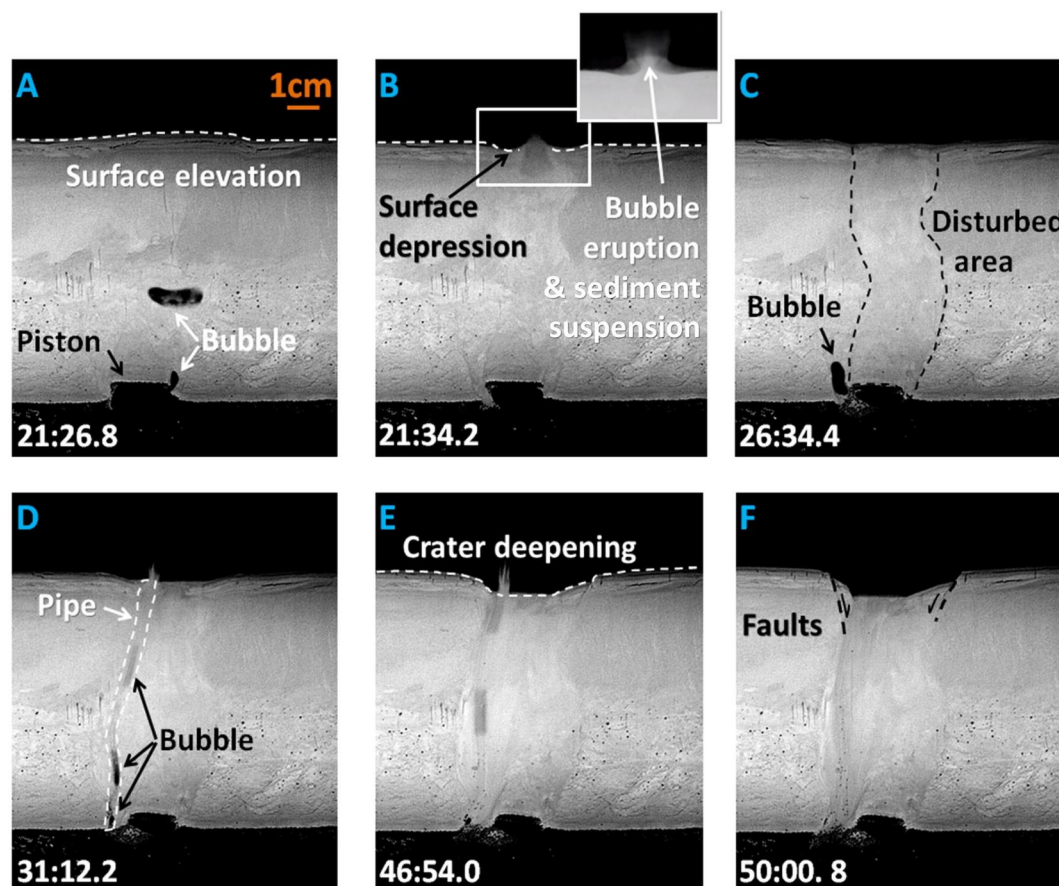 A
1cm
Surface elevation
Bubble
Piston
21:26.8
B
Surface
depression
Bubble
eruption
& sediment
suspension
21:34.2
C
Disturbed
area
Bubble
26:34.4
D
Pipe
Bubble
31:12.2
E
Crater deepening
46:54.0
F
Faults
50:00. 8